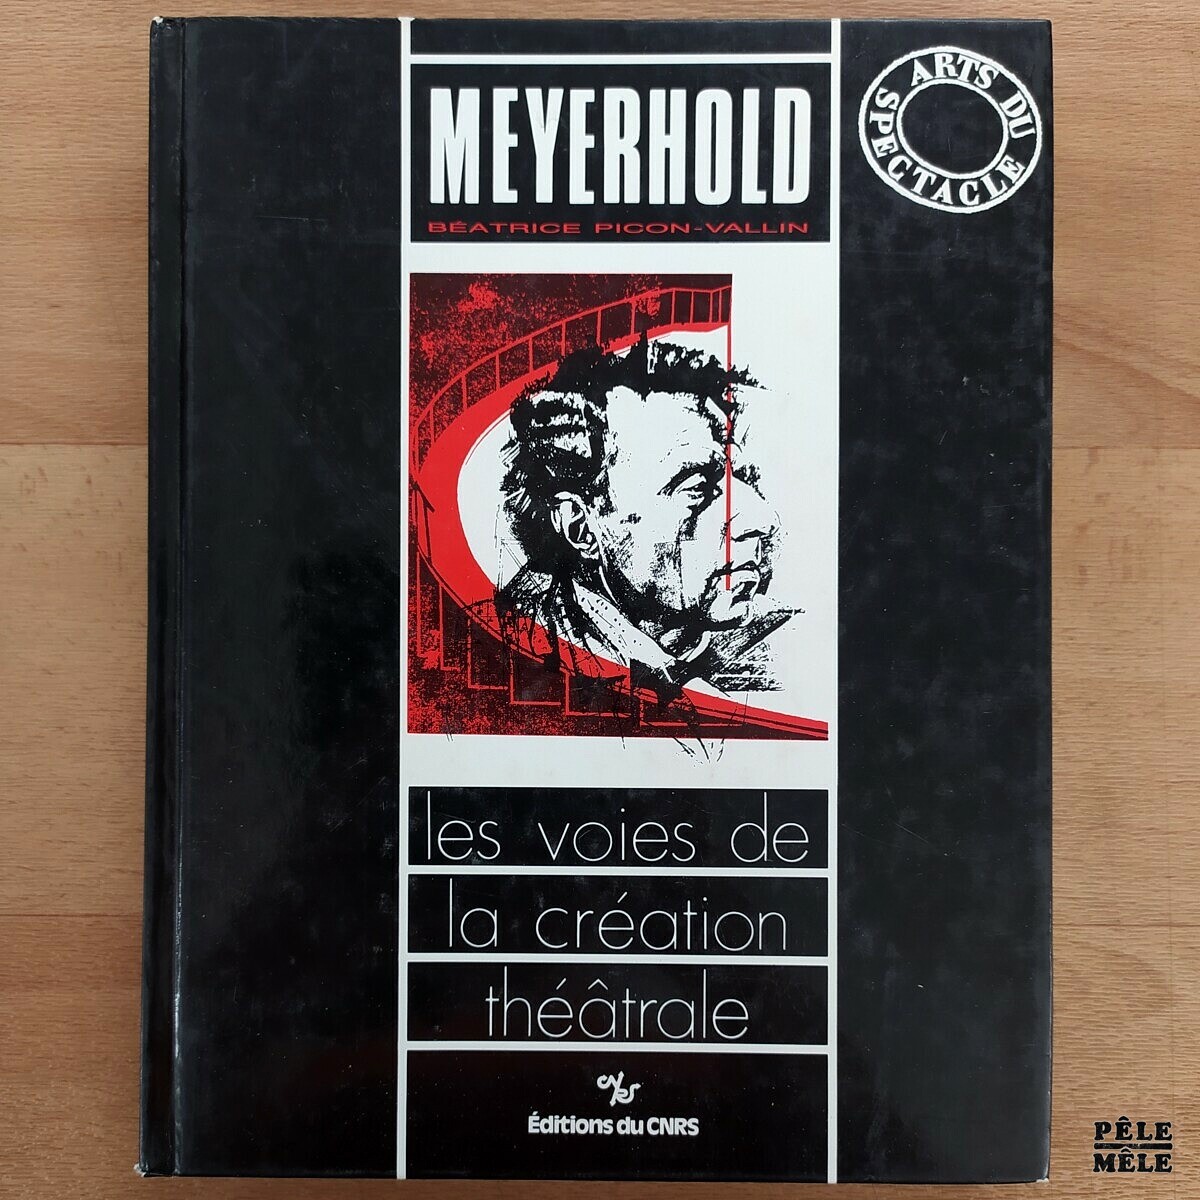 MEYERHOLD
BÉATRICE PICON-VALLIN
ARTS DU
SPECTACLE
les voies de
la création
théâtrale
Éditions du CNRS
PÊLE
MÊLE